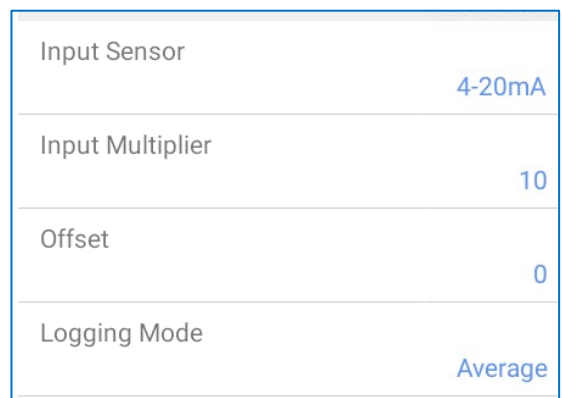 Input Sensor
4-20mA
Input Multiplier
10
Offset
0
Logging Mode
Average